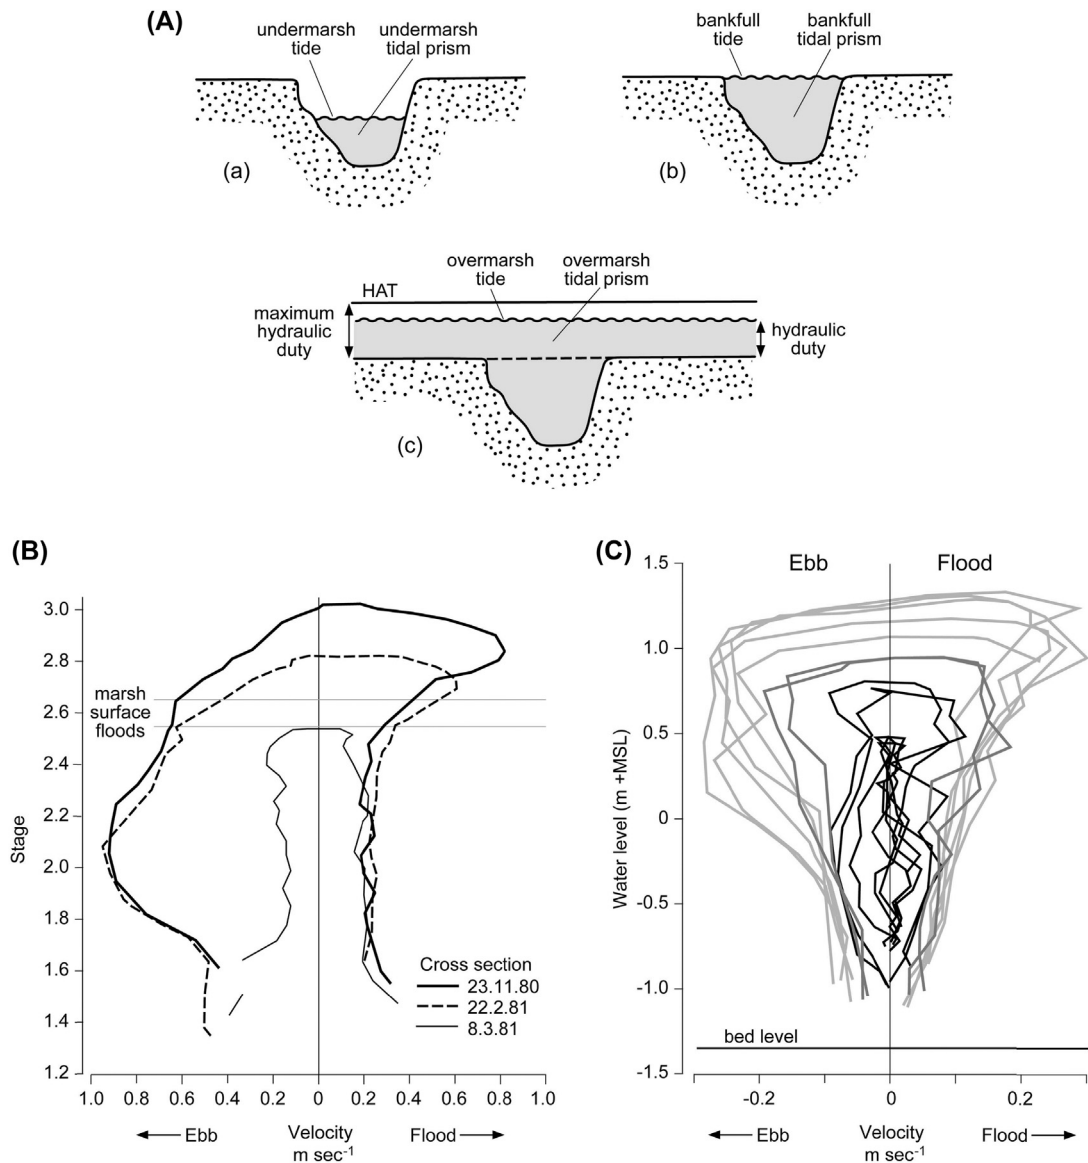 (A)
undermarsh
tide
undermarsh
tidal prism
(a)
bankfull
tide
bankfull
tidal prism
(b)
overmarsh
tide
overmarsh
tidal prism
HAT
maximum
hydraulic
duty
hydraulic
duty
(c)
(B)
3.0
2.8
2.6
2.4
2.2
2.0
1.8
1.6
1.4
1.2
Stage
marsh
surface
floods
Cross section
23.11.80
22.2.81
8.3.81
1.0 0.8 0.6 0.4 0.2 0 0.2 0.4 0.6 0.8 1.0
Ebb
Velocity
m sec-1
Flood
(C)
Ebb
Flood
1.5
1.0
0.5
0
-0.5
-1.0
-1.5
Water level (m +MSL)
bed level
-0.2 0 0.2
Ebb
Velocity
m sec-1
Flood